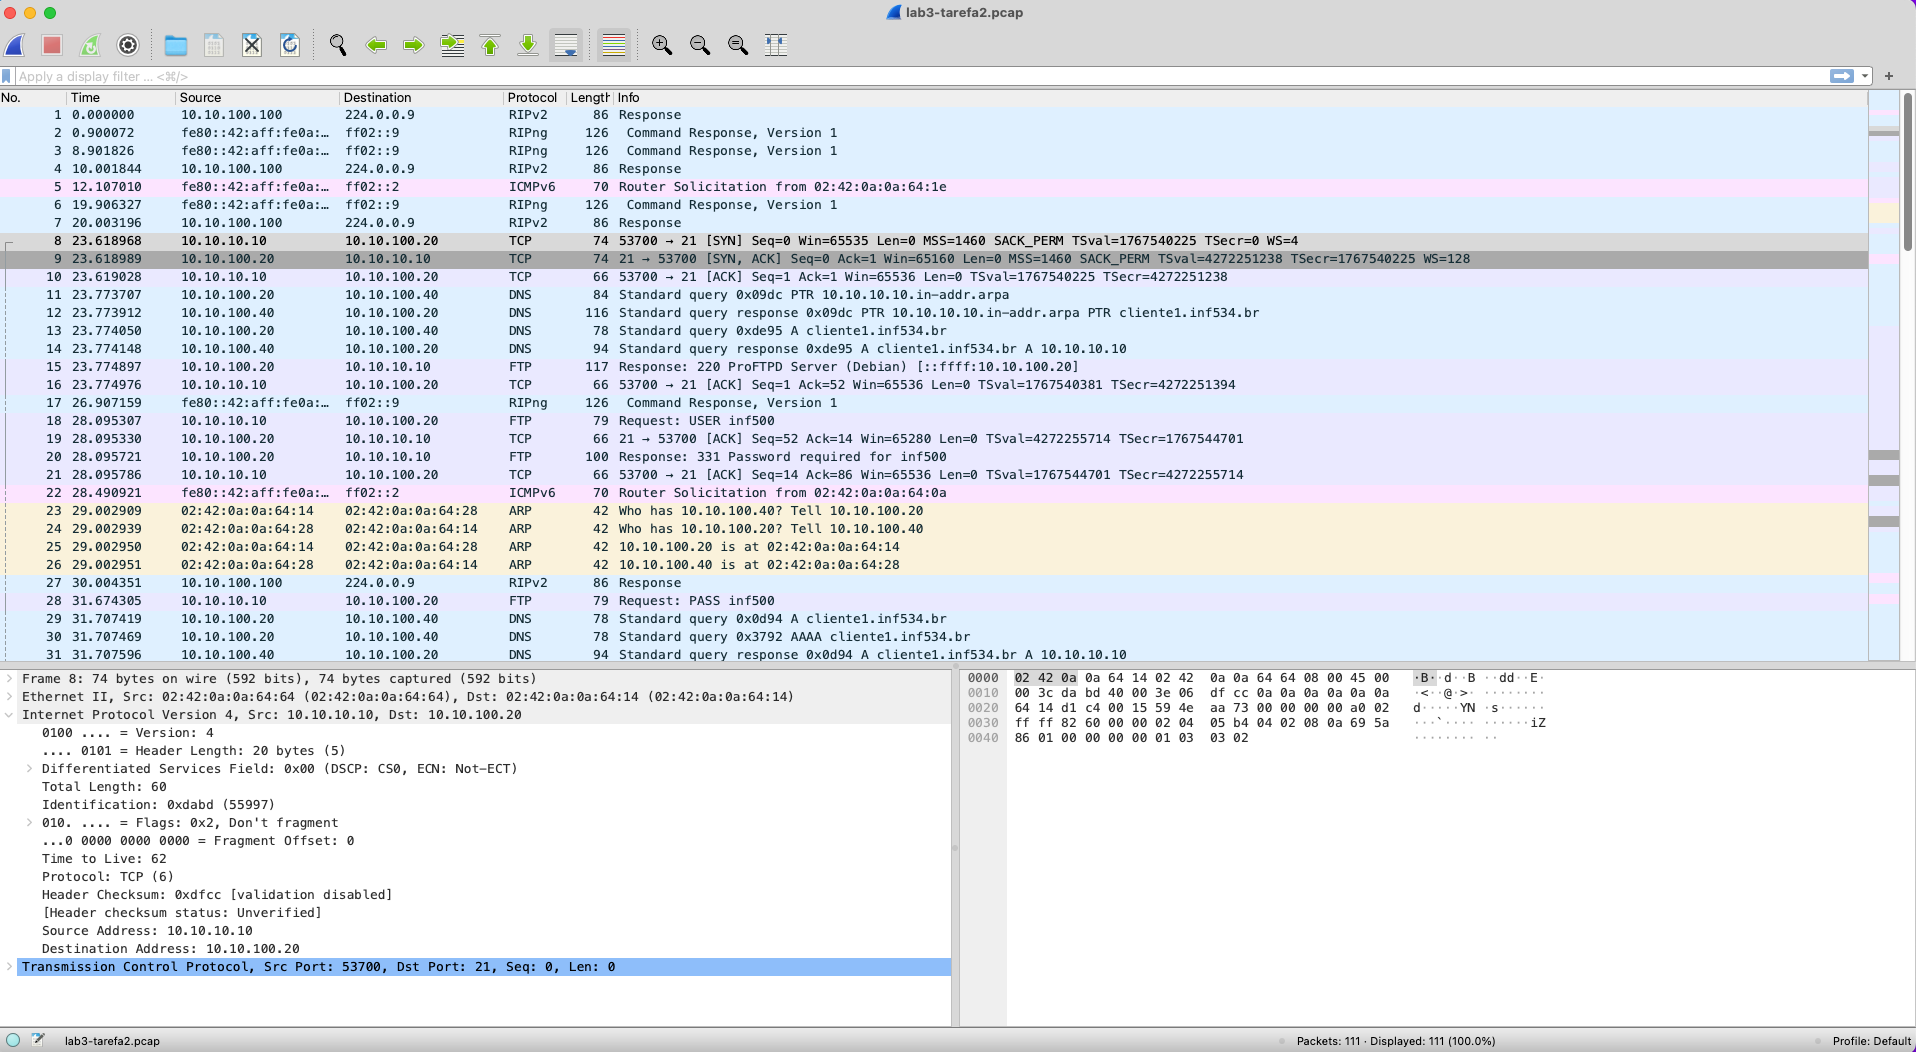 lab3-tarefa2.pcap
Apply a display filter ... <⌘/>
No. Time Source Destination Protocol Length Info
1 0.000000 10.10.100.100 224.0.0.9 RIPv2 86 Response
2 0.900072 fe80::42:aff:fe0a:… ff02::9 RIPng 126 Command Response, Version 1
3 8.901826 fe80::42:aff:fe0a:… ff02::9 RIPng 126 Command Response, Version 1
4 10.001844 10.10.100.100 224.0.0.9 RIPv2 86 Response
5 12.107010 fe80::42:aff:fe0a:… ff02::2 ICMPv6 70 Router Solicitation from 02:42:0a:0a:64:1e
6 19.906327 fe80::42:aff:fe0a:… ff02::9 RIPng 126 Command Response, Version 1
7 20.003196 10.10.100.100 224.0.0.9 RIPv2 86 Response
8 23.618968 10.10.10.10 10.10.100.20 TCP 74 53700 → 21 [SYN] Seq=0 Win=65535 Len=0 MSS=1460 SACK_PERM TSval=1767540225 TSecr=0 WS=4
9 23.618989 10.10.100.20 10.10.10.10 TCP 74 21 → 53700 [SYN, ACK] Seq=0 Ack=1 Win=65160 Len=0 MSS=1460 SACK_PERM TSval=4272251238 TSecr=1767540225 WS=128
10 23.619028 10.10.10.10 10.10.100.20 TCP 66 53700 → 21 [ACK] Seq=1 Ack=1 Win=65536 Len=0 TSval=1767540225 TSecr=4272251238
11 23.773707 10.10.100.20 10.10.100.40 DNS 84 Standard query 0x09dc PTR 10.10.10.10.in-addr.arpa
12 23.773912 10.10.100.40 10.10.100.20 DNS 116 Standard query response 0x09dc PTR 10.10.10.10.in-addr.arpa PTR cliente1.inf534.br
13 23.774050 10.10.100.20 10.10.100.40 DNS 78 Standard query 0xde95 A cliente1.inf534.br
14 23.774148 10.10.100.40 10.10.100.20 DNS 94 Standard query response 0xde95 A cliente1.inf534.br A 10.10.10.10
15 23.774897 10.10.100.20 10.10.10.10 FTP 117 Response: 220 ProFTPD Server (Debian) [::ffff:10.10.100.20]
16 23.774976 10.10.10.10 10.10.100.20 TCP 66 53700 → 21 [ACK] Seq=1 Ack=52 Win=65536 Len=0 TSval=1767540381 TSecr=4272251394
17 26.907159 fe80::42:aff:fe0a:… ff02::9 RIPng 126 Command Response, Version 1
18 28.095307 10.10.10.10 10.10.100.20 FTP 79 Request: USER inf500
19 28.095330 10.10.100.20 10.10.10.10 TCP 66 21 → 53700 [ACK] Seq=52 Ack=14 Win=65280 Len=0 TSval=4272255714 TSecr=1767544701
20 28.095721 10.10.100.20 10.10.10.10 FTP 100 Response: 331 Password required for inf500
21 28.095786 10.10.10.10 10.10.100.20 TCP 66 53700 → 21 [ACK] Seq=14 Ack=86 Win=65536 Len=0 TSval=1767544701 TSecr=4272255714
22 28.490921 fe80::42:aff:fe0a:… ff02::2 ICMPv6 70 Router Solicitation from 02:42:0a:0a:64:0a
23 29.002909 02:42:0a:0a:64:14 02:42:0a:0a:64:28 ARP 42 Who has 10.10.100.40? Tell 10.10.100.20
24 29.002939 02:42:0a:0a:64:28 02:42:0a:0a:64:14 ARP 42 Who has 10.10.100.20? Tell 10.10.100.40
25 29.002950 02:42:0a:0a:64:14 02:42:0a:0a:64:28 ARP 42 10.10.100.20 is at 02:42:0a:0a:64:14
26 29.002951 02:42:0a:0a:64:28 02:42:0a:0a:64:14 ARP 42 10.10.100.40 is at 02:42:0a:0a:64:28
27 30.004351 10.10.100.100 224.0.0.9 RIPv2 86 Response
28 31.674305 10.10.10.10 10.10.100.20 FTP 79 Request: PASS inf500
29 31.707419 10.10.100.20 10.10.100.40 DNS 78 Standard query 0x0d94 A cliente1.inf534.br
30 31.707469 10.10.100.20 10.10.100.40 DNS 78 Standard query 0x3792 AAAA cliente1.inf534.br
31 31.707596 10.10.100.40 10.10.100.20 DNS 94 Standard query response 0x0d94 A cliente1.inf534.br A 10.10.10.10
Frame 8: 74 bytes on wire (592 bits), 74 bytes captured (592 bits)
Ethernet II, Src: 02:42:0a:0a:64:64 (02:42:0a:0a:64:64), Dst: 02:42:0a:0a:64:14 (02:42:0a:0a:64:14)
Internet Protocol Version 4, Src: 10.10.10.10, Dst: 10.10.100.20
0100 .... = Version: 4
.... 0101 = Header Length: 20 bytes (5)
Differentiated Services Field: 0x00 (DSCP: CS0, ECN: Not-ECT)
Total Length: 60
Identification: 0xdabd (55997)
010. .... = Flags: 0x2, Don't fragment
...0 0000 0000 0000 = Fragment Offset: 0
Time to Live: 62
Protocol: TCP (6)
Header Checksum: 0xdfcc [validation disabled]
[Header checksum status: Unverified]
Source Address: 10.10.10.10
Destination Address: 10.10.100.20
Transmission Control Protocol, Src Port: 53700, Dst Port: 21, Seq: 0, Len: 0
0000 02 42 0a 0a 64 14 02 42 0a 0a 64 64 08 00 45 00 ·B··d··B ··dd··E·
0010 00 3c da bd 40 00 3e 06 df cc 0a 0a 0a 0a 0a 0a ·<··@·>· ········
0020 64 14 d1 c4 00 15 59 4e aa 73 00 00 00 00 a0 02 d·····YN ·s······
0030 ff ff 82 60 00 00 02 04 05 b4 04 02 08 0a 69 5a ···`···· ······iZ
0040 86 01 00 00 00 00 01 03 03 02 ········ ··
lab3-tarefa2.pcap
Packets: 111 · Displayed: 111 (100.0%)
Profile: Default